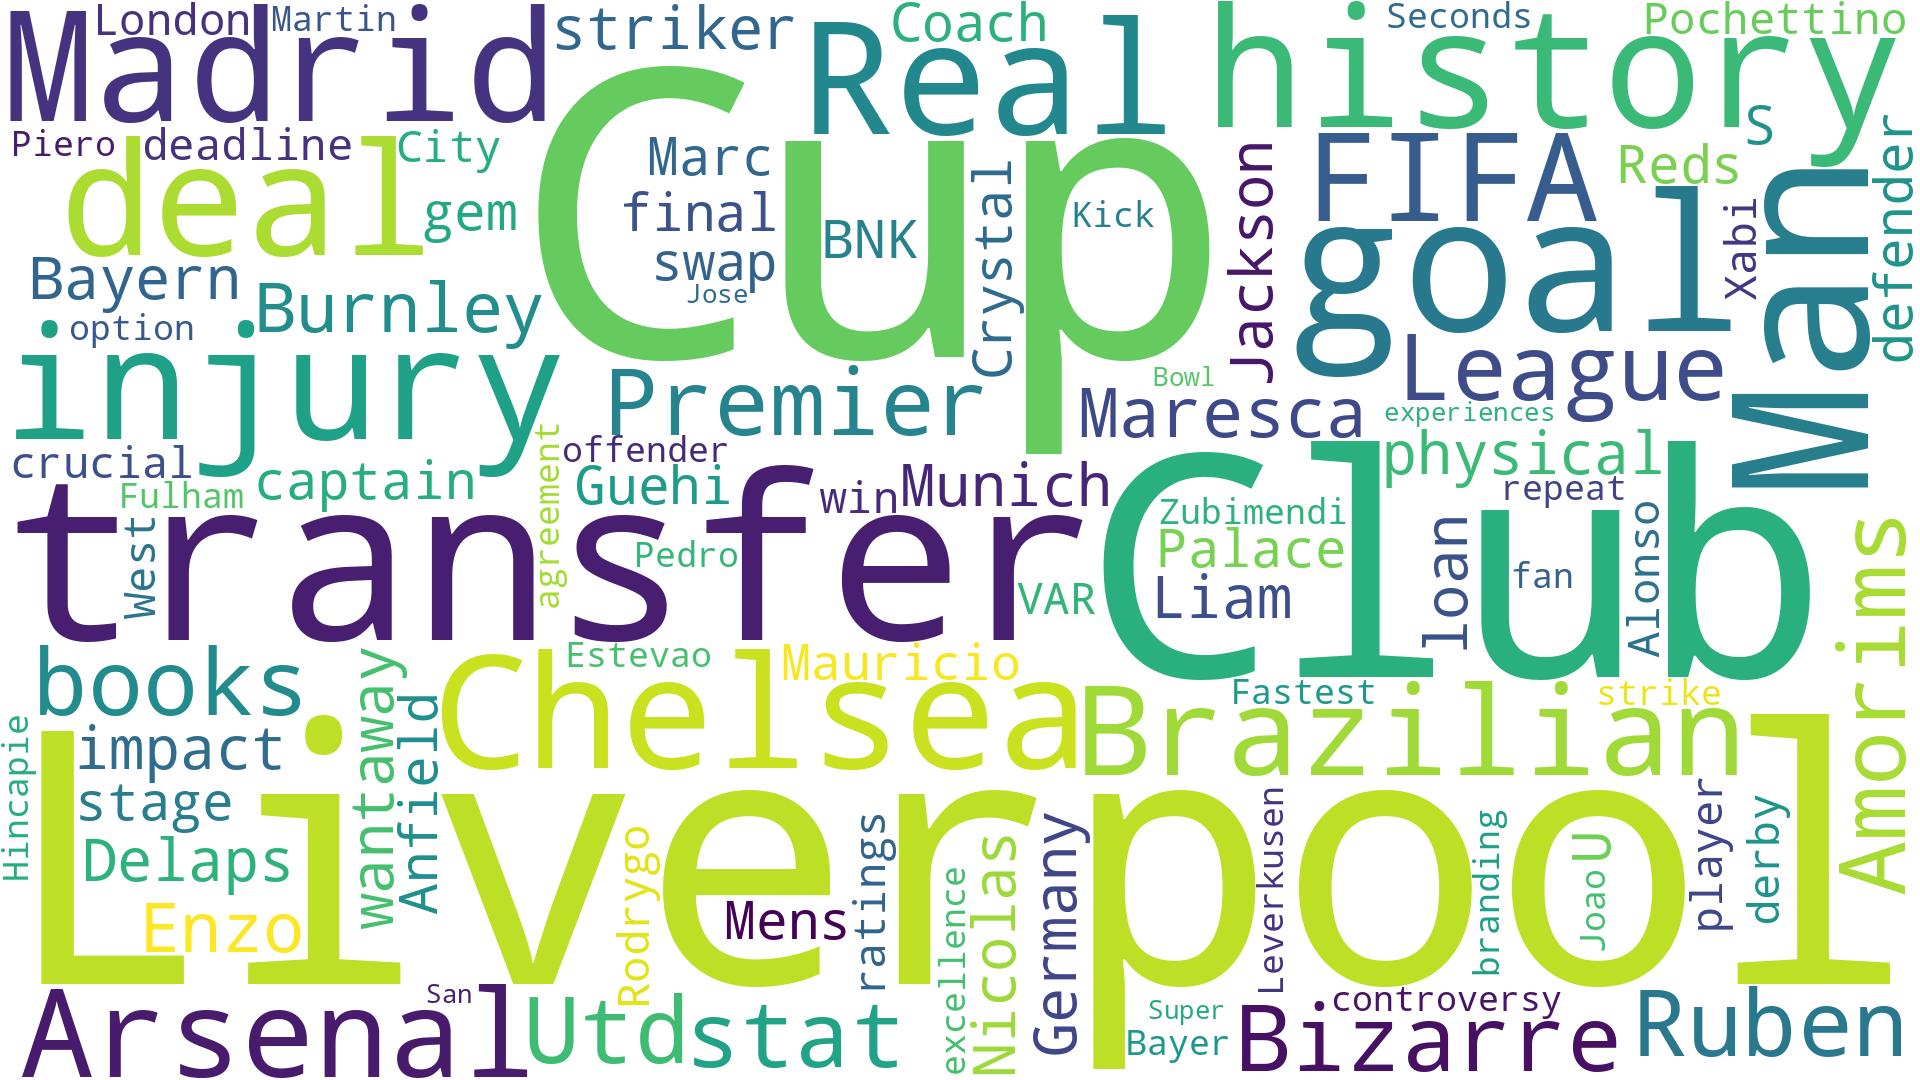 London
Martin
Madrid
striker
Real
Coach
history
Seconds
Pochettino
Piero
deadline
City
deal
gem
Cup
Marc
final
swap
Jose
BNK
Crystal
Kick
Jackson
FIFA
goal
Reds
S
Xabi
Man
defender
Bayern
option
Burnley
injury
Premier
Bowl
Maresca
League
experiences
physical
crucial
Fulham
captain
agreement
offender
Guehi
win
Munich
repeat
West
transfer
Pedro
VAR
Zubimendi
Palace
Liam
Club
loan
fan
Alonso
Amorims
books
wantaway
Anfield
Estevao
Chelsea
Mauricio
Fastest
strike
Brazilian
Hincapie
impact
stage
Delaps
Enzo
Liverpool
Rodrygo
Mens
ratings
excellence
Nicolas
Germany
Leverkusen
branding
U
Joao
player
derby
Arsenal
San
Utd
stat
Super
Bayer
Bizarre
controversy
Ruben